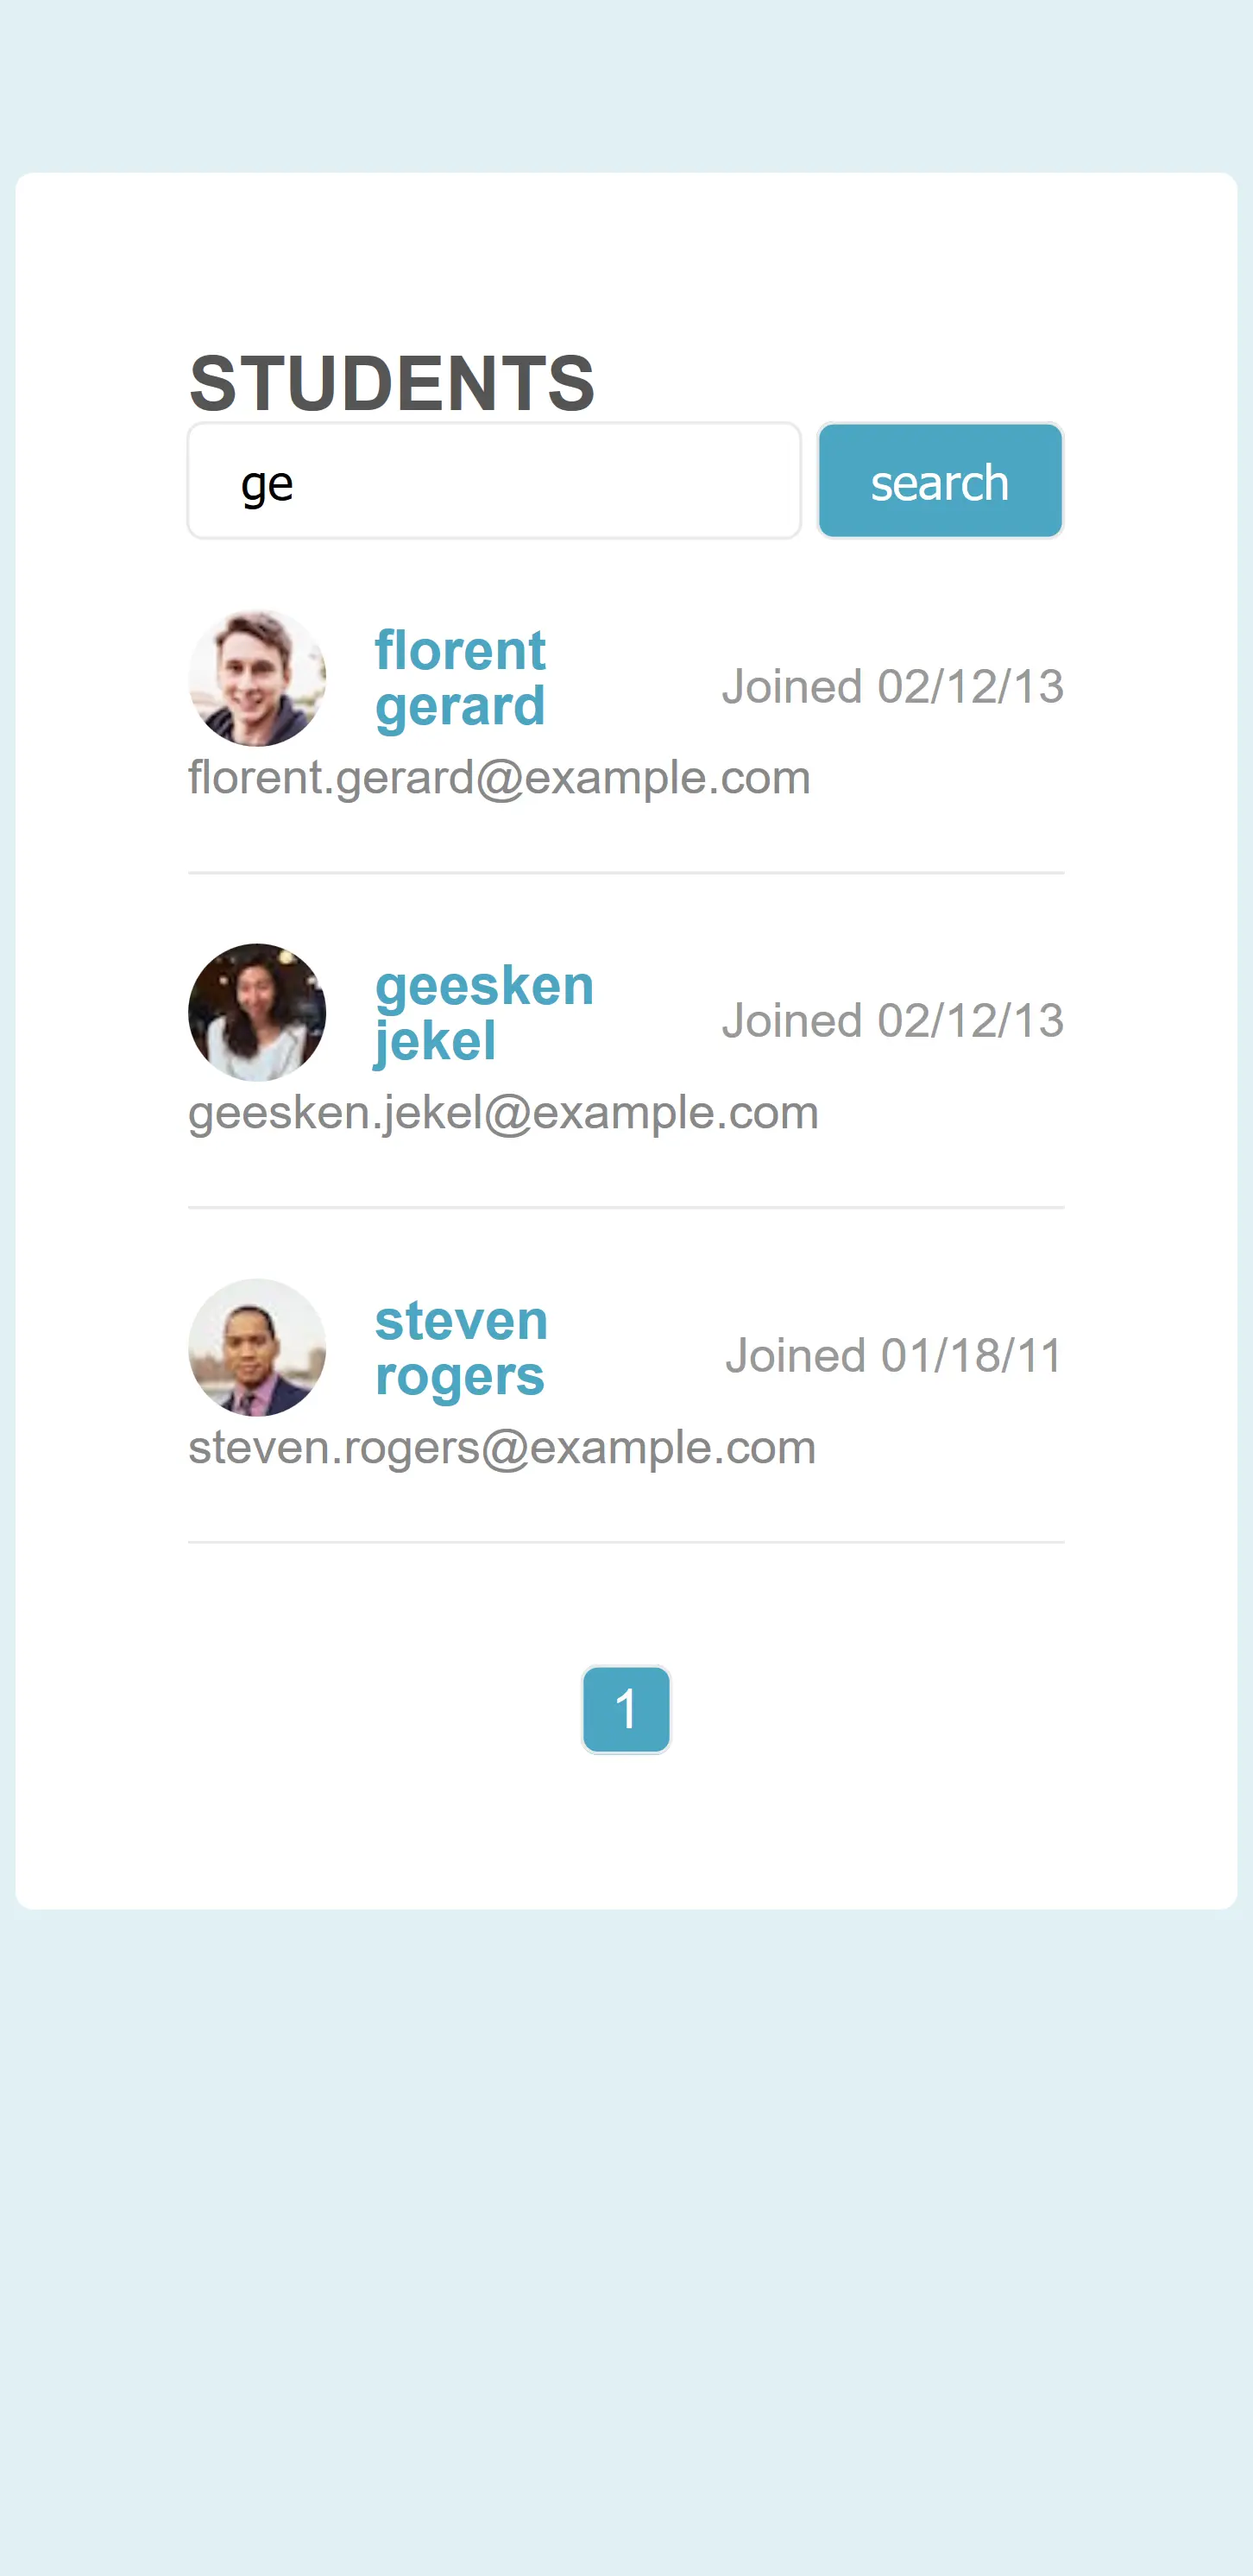 STUDENTS
ge
search
florent
gerard
Joined 02/12/13
florent.gerard@example.com
geesken
jekel
Joined 02/12/13
geesken.jekel@example.com
steven
rogers
Joined 01/18/11
steven.rogers@example.com
1